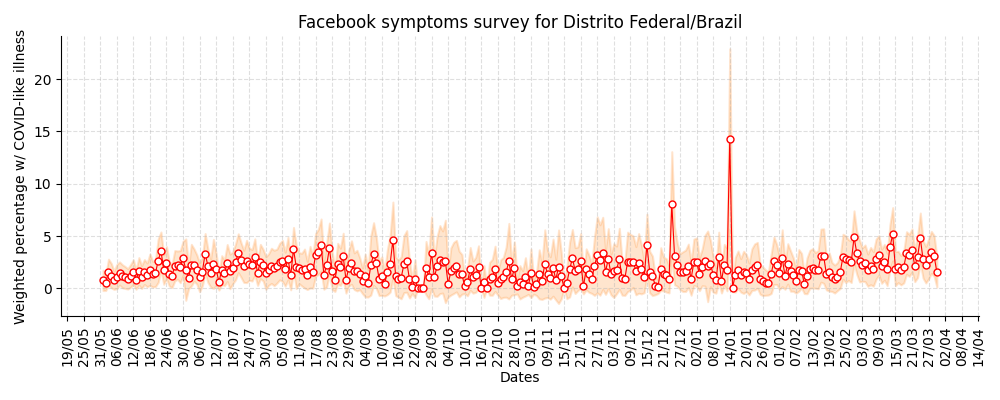 Facebook symptoms survey for Distrito Federal/Brazil
Weighted percentage w/ COVID-like illness
20
15
10
5
0
19/05 25/05 31/05 06/06 12/06 18/06 24/06 30/06 06/07 12/07 18/07 24/07 30/07 05/08 11/08 17/08 23/08 29/08 04/09 10/09 16/09 22/09 28/09 04/10 10/10 16/10 22/10 28/10 03/11 09/11 15/11 21/11 27/11 03/12 09/12 15/12 21/12 27/12 02/01 08/01 14/01 20/01 26/01 01/02 07/02 13/02 19/02 25/02 03/03 09/03 15/03 21/03 27/03 02/04 08/04 14/04
Dates